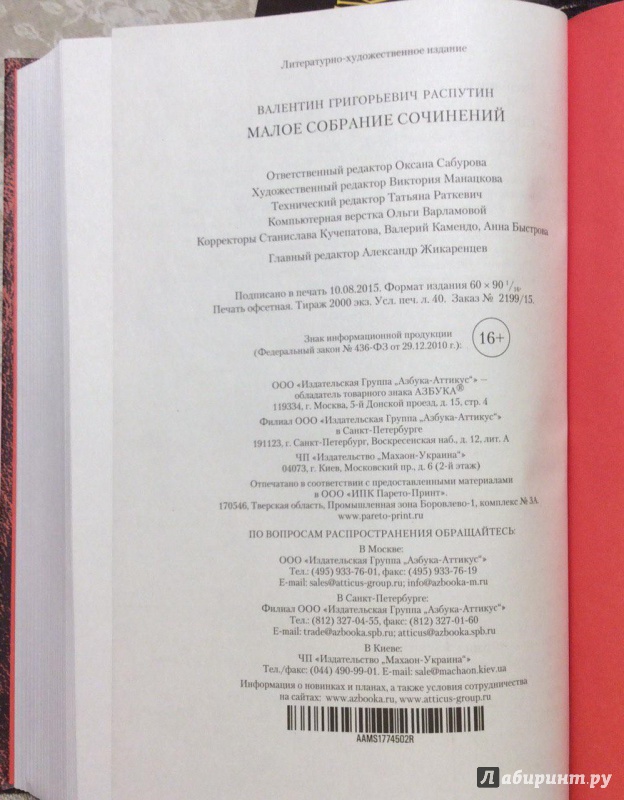 Литературно-художественное издание
ВАЛЕНТИН ГРИГОРЬЕВИЧ РАСПУТИН
МАЛОЕ СОБРАНИЕ СОЧИНЕНИЙ
Ответственный редактор Оксана Сабурова
Художественный редактор Виктория Манацкова
Технический редактор Татьяна Раткевич
Компьютерная верстка Ольги Варламовой
Корректоры Станислава Кучепатова, Валерий Камендо, Анна Быстрова
Главный редактор Александр Жикаренцев
Подписано в печать 10.08.2015. Формат издания 60 × 90 1/16.
Печать офсетная. Тираж 2000 экз. Усл. печ. л. 40. Заказ № 2199/15.
Знак информационной продукции
(Федеральный закон № 436-ФЗ от 29.12.2010 г.):
16+
ООО «Издательская Группа „Азбука-Аттикус“» —
обладатель товарного знака АЗБУКА®
119334, г. Москва, 5-й Донской проезд, д. 15, стр. 4
Филиал ООО «Издательская Группа „Азбука-Аттикус“»
в Санкт-Петербурге
191123, г. Санкт-Петербург, Воскресенская наб., д. 12, лит. А
ЧП «Издательство „Махаон-Украина“»
04073, г. Киев, Московский пр., д. 6 (2-й этаж)
Отпечатано в соответствии с предоставленными материалами
в ООО «ИПК Парето-Принт».
170546, Тверская область, Промышленная зона Боровлево-1, комплекс № 3А
www.pareto-print.ru
ПО ВОПРОСАМ РАСПРОСТРАНЕНИЯ ОБРАЩАЙТЕСЬ:
В Москве:
ООО «Издательская Группа „Азбука-Аттикус“»
Тел.: (495) 933-76-01, факс: (495) 933-76-19
E-mail: sales@atticus-group.ru; info@azbooka-m.ru
В Санкт-Петербурге:
Филиал ООО «Издательская Группа „Азбука-Аттикус“»
Тел.: (812) 327-04-55, факс: (812) 327-01-60
E-mail: trade@azbooka.spb.ru; atticus@azbooka.spb.ru
В Киеве:
ЧП «Издательство „Махаон-Украина“»
Тел./факс: (044) 490-99-01. E-mail: sale@machaon.kiev.ua
Информация о новинках и планах, а также условия сотрудничества
на сайтах: www.azbooka.ru, www.atticus-group.ru
AAMS1774502R
Лабиринт.ру